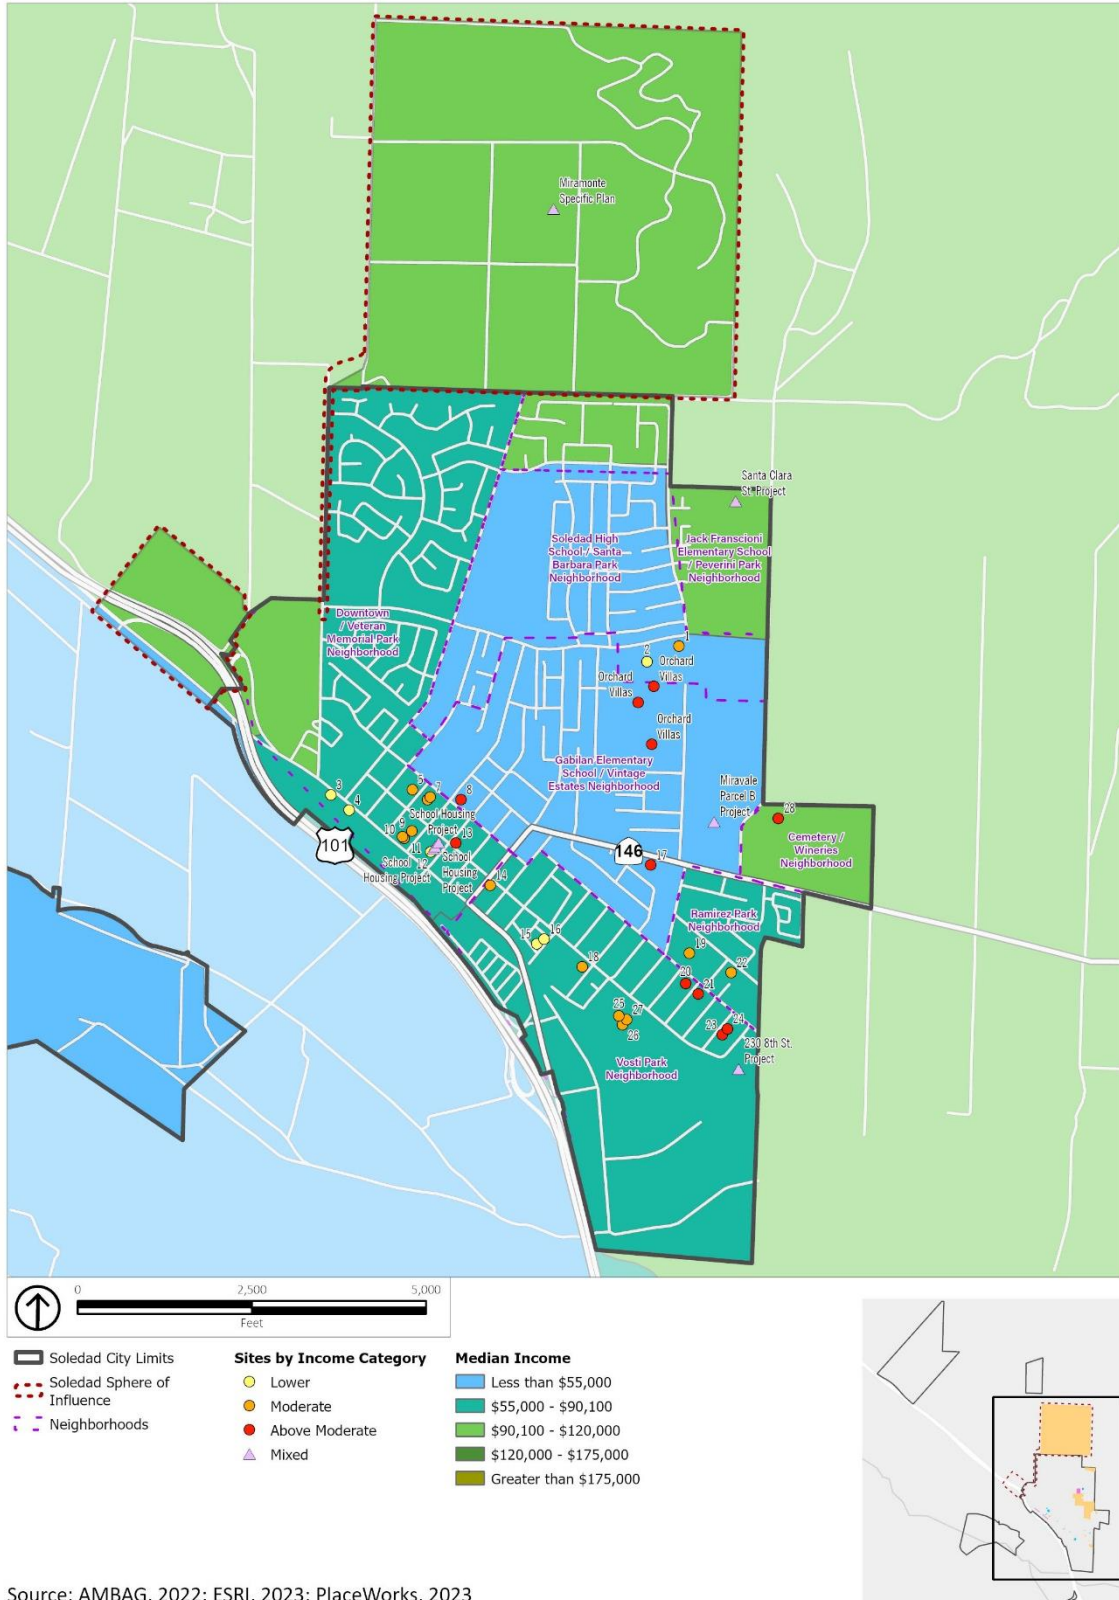 Miramonte
Specific Plan
Santa Clara
St. Project
Soledad High
School / Santa
Barbara Park
Neighborhood
Jack Franscioni
Elementary School
/ Peverini Park
Neighborhood
Downtown
/ Veteran
Memorial Park
Neighborhood
1
2
Orchard
Villas
Orchard
Villas
Orchard
Villas
Gabilan Elementary
School / Vintage
Estates Neighborhood
Miravale
Parcel B
Project
3
4
5
7
8
School Housing
Project
9
10
11
12
13
School
Housing Project
School
Housing
Project
101
146
17
28
Cemetery /
Wineries
Neighborhood
14
Ramirez Park
Neighborhood
15
16
18
19
20
21
22
23
24
25
27
26
230 8th St.
Project
Vosti Park
Neighborhood
0 2,500 5,000
Feet
Soledad City Limits
Soledad Sphere of
Influence
Neighborhoods
Sites by Income Category
Lower
Moderate
Above Moderate
Mixed
Median Income
Less than $55,000
$55,000 - $90,100
$90,100 - $120,000
$120,000 - $175,000
Greater than $175,000
Source: AMBAG, 2022; ESRI, 2023; PlaceWorks, 2023